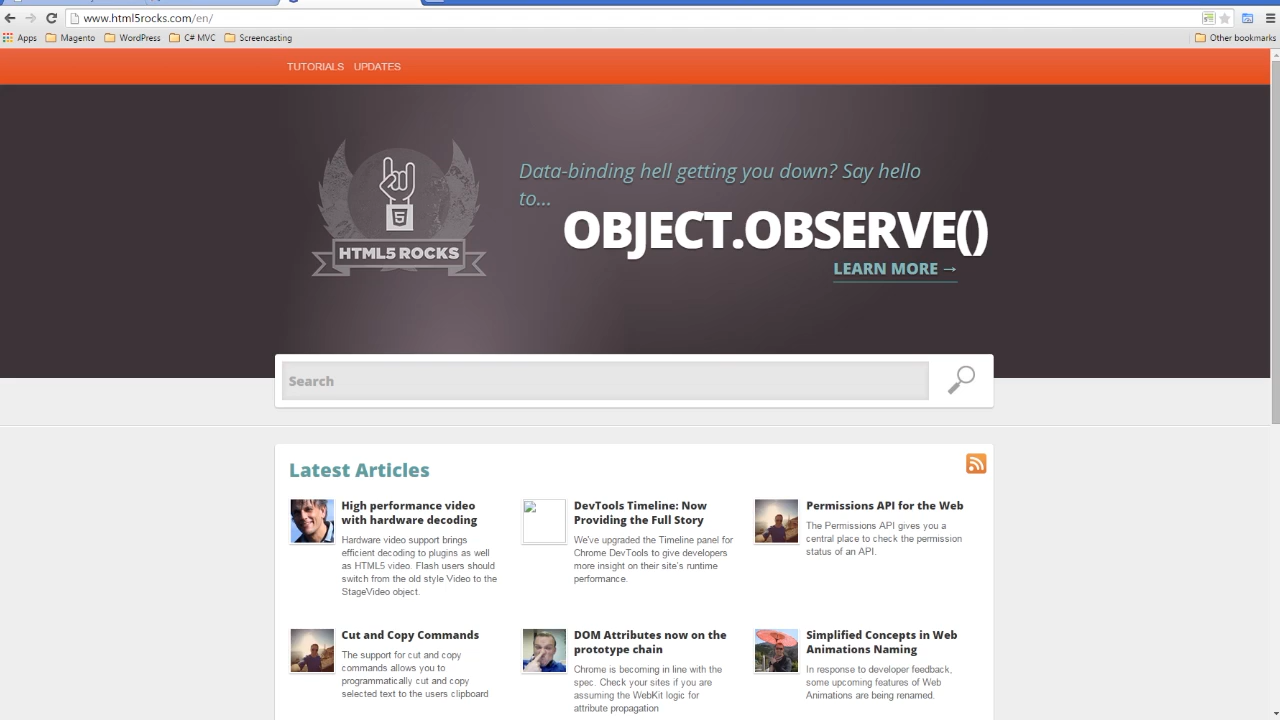 www.html5rocks.com/en/
Apps Magento WordPress C# MVC Screencasting Other bookmarks
TUTORIALS UPDATES
Data-binding hell getting you down? Say hello
to...
OBJECT.OBSERVE()
LEARN MORE →
5
HTML5 ROCKS
Search
Latest Articles
High performance video
with hardware decoding
Hardware video support brings
efficient decoding to plugins as well
as HTML5 video. Flash users should
switch from the old style Video to the
StageVideo object.
DevTools Timeline: Now
Providing the Full Story
We've upgraded the Timeline panel for
Chrome DevTools to give developers
more insight on their site's runtime
performance.
Permissions API for the Web
The Permissions API gives you a
central place to check the permission
status of an API.
Cut and Copy Commands
The support for cut and copy
commands allows you to
programmatically cut and copy
selected text to the users clipboard
DOM Attributes now on the
prototype chain
Chrome is becoming in line with the
spec. Check your sites if you are
assuming the WebKit logic for
attribute propagation
Simplified Concepts in Web
Animations Naming
In response to developer feedback,
some upcoming features of Web
Animations are being renamed.